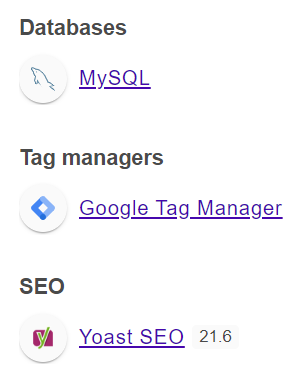 Databases
MySQL
Tag managers
Google Tag Manager
SEO
Yoast SEO 21.6